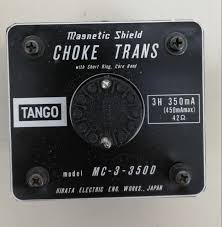 Magnetic Shield
CHOKE TRANS
with Short Ring, Core Band
TANGO
3H 350mA
(450mAmax)
42Ω
model MC-3-350D
HIRATA ELECTRIC ENG. WORKS., JAPAN